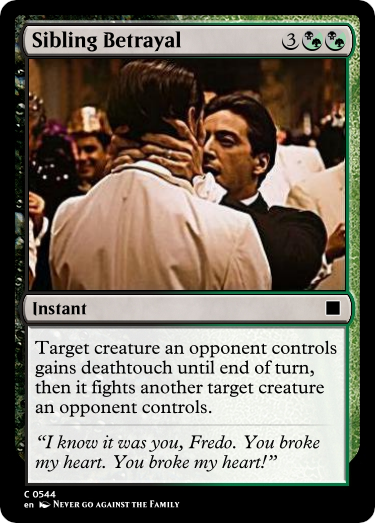 Sibling Betrayal
3
Instant
Target creature an opponent controls
gains deathtouch until end of turn,
then it fights another target creature
an opponent controls.
“I know it was you, Fredo. You broke
my heart. You broke my heart!”
C 0544
en Never go against the Family